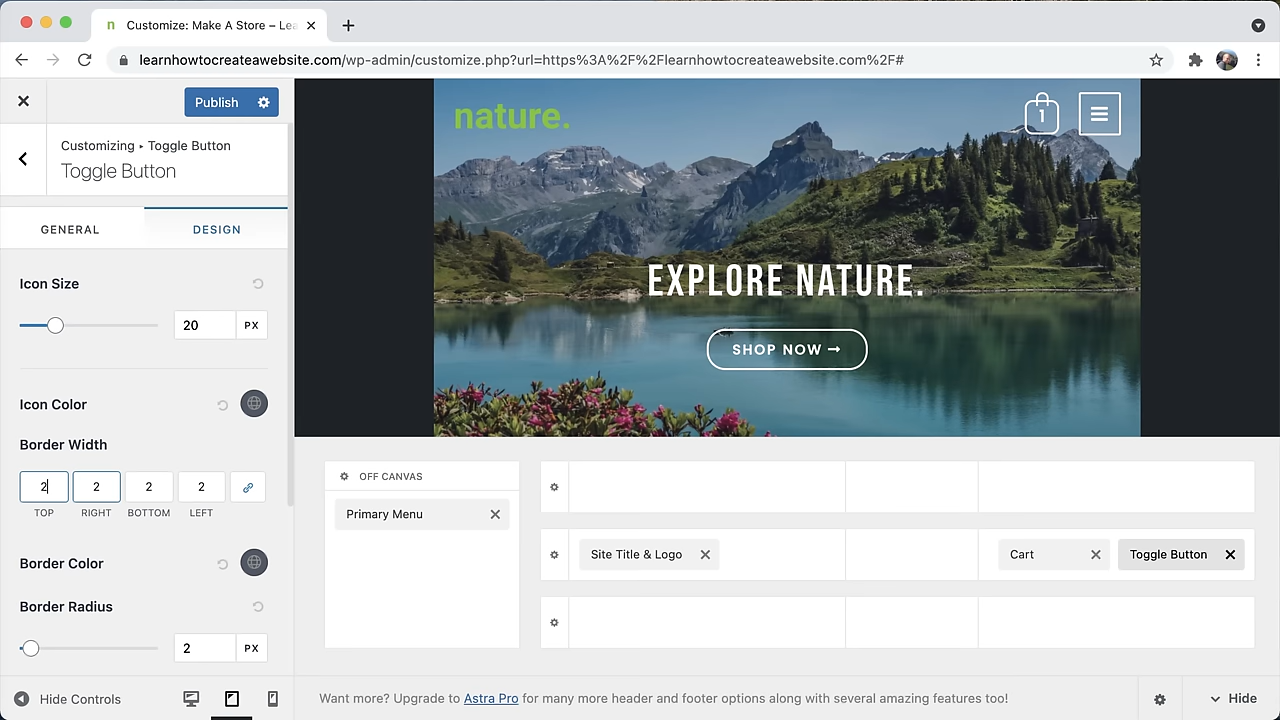 n Customize: Make A Store – Lea
learnhowtocreateawebsite.com/wp-admin/customize.php?url=https%3A%2F%2Flearnhowtocreateawebsite.com%2F#
Publish
Customizing ▸ Toggle Button
Toggle Button
GENERAL
DESIGN
Icon Size
20 PX
Icon Color
Border Width
2 2 2 2
TOP RIGHT BOTTOM LEFT
Border Color
Border Radius
2 PX
Hide Controls
nature.
1
EXPLORE NATURE.
SHOP NOW →
OFF CANVAS
Primary Menu
Site Title & Logo
Cart
Toggle Button
Want more? Upgrade to Astra Pro for many more header and footer options along with several amazing features too!
Hide